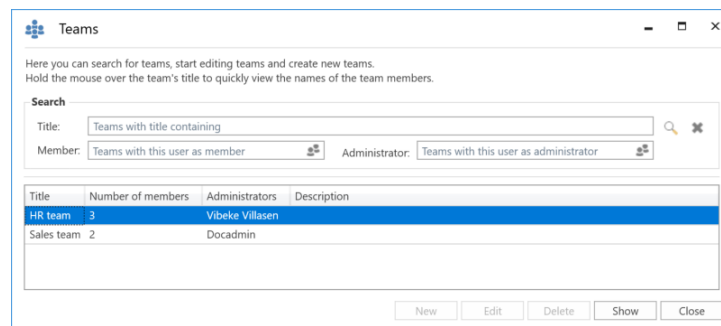 Teams
Here you can search for teams, start editing teams and create new teams.
Hold the mouse over the team's title to quickly view the names of the team members.
Search
Title: Teams with title containing
Member: Teams with this user as member Administrator: Teams with this user as administrator
Title Number of members Administrators Description
HR team 3 Vibeke Villasen
Sales team 2 Docadmin
New Edit Delete Show Close